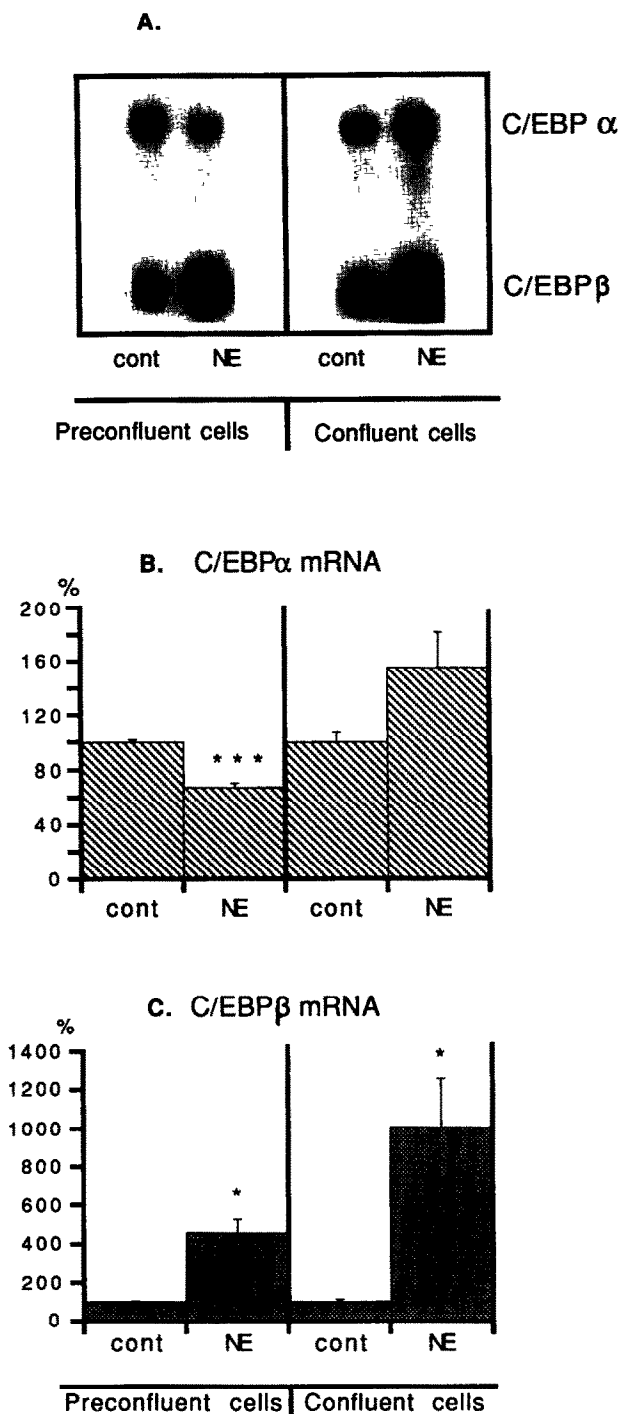 A.
C/EBP α
C/EBPβ
cont NE cont NE
Preconfluent cells Confluent cells
B. C/EBPα mRNA
%
200
160
120
80
40
0
* * *
cont NE cont NE
C. C/EBPβ mRNA
%
1400
1200
1000
800
600
400
200
0
*
*
cont NE cont NE
Preconfluent cells Confluent cells